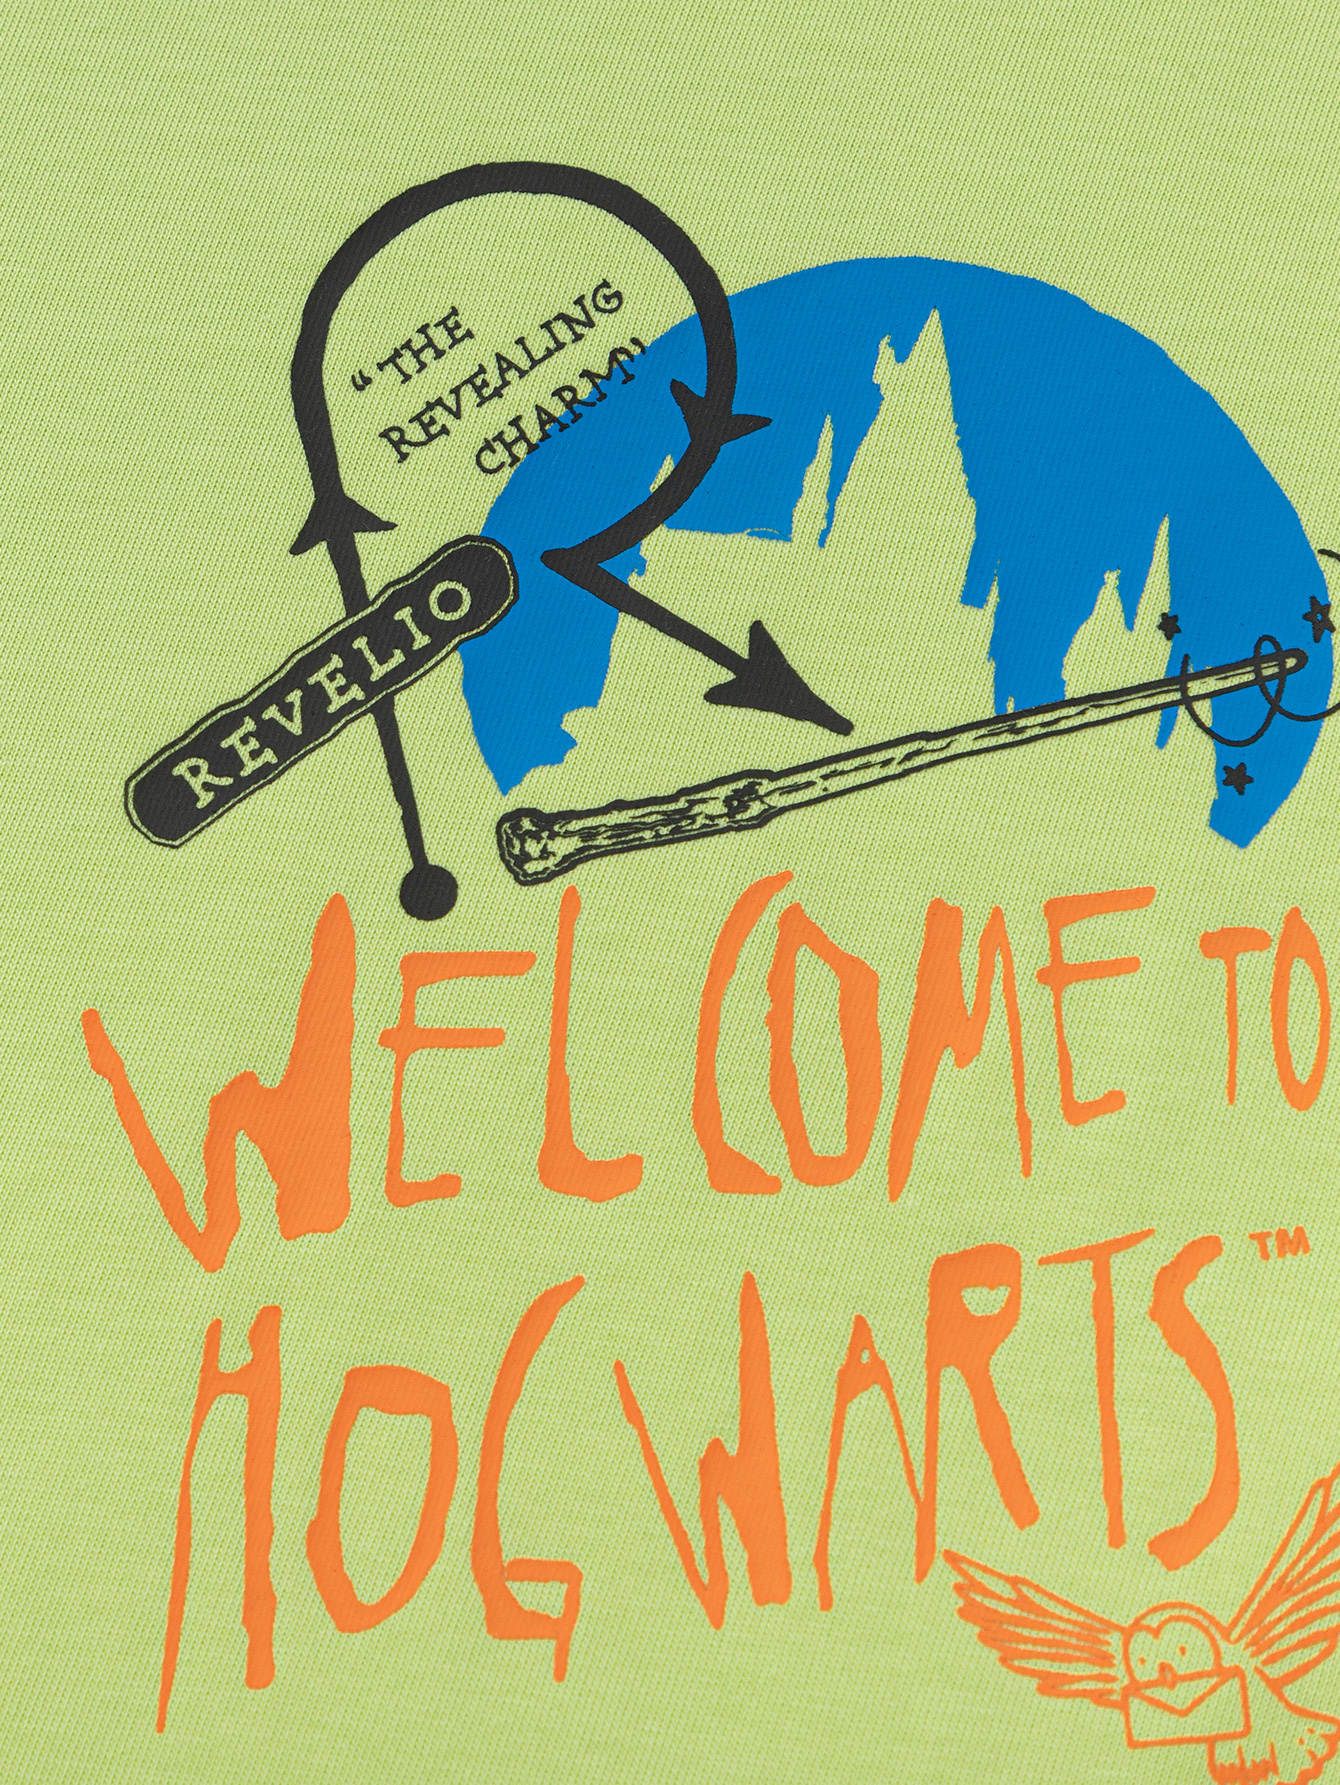 “THE
REVEALING
CHARM”
REVELIO
WELCOME TO
HOGWARTS™